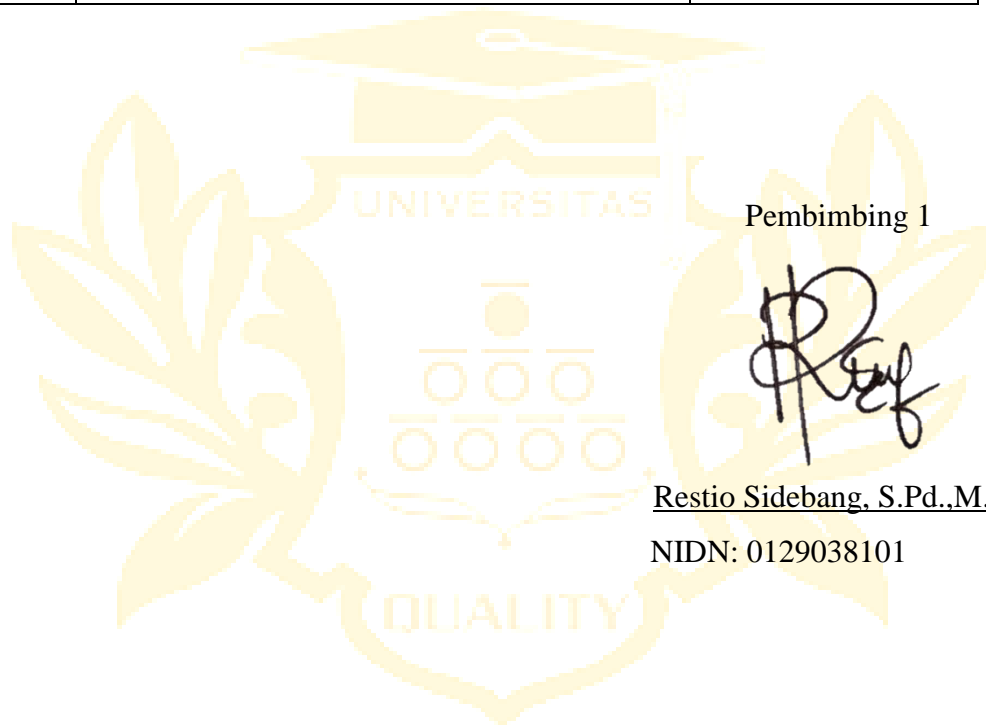 UNIVERSITAS
Pembimbing 1
Restio Sidebang, S.Pd.,M.
NIDN: 0129038101
QUALITY